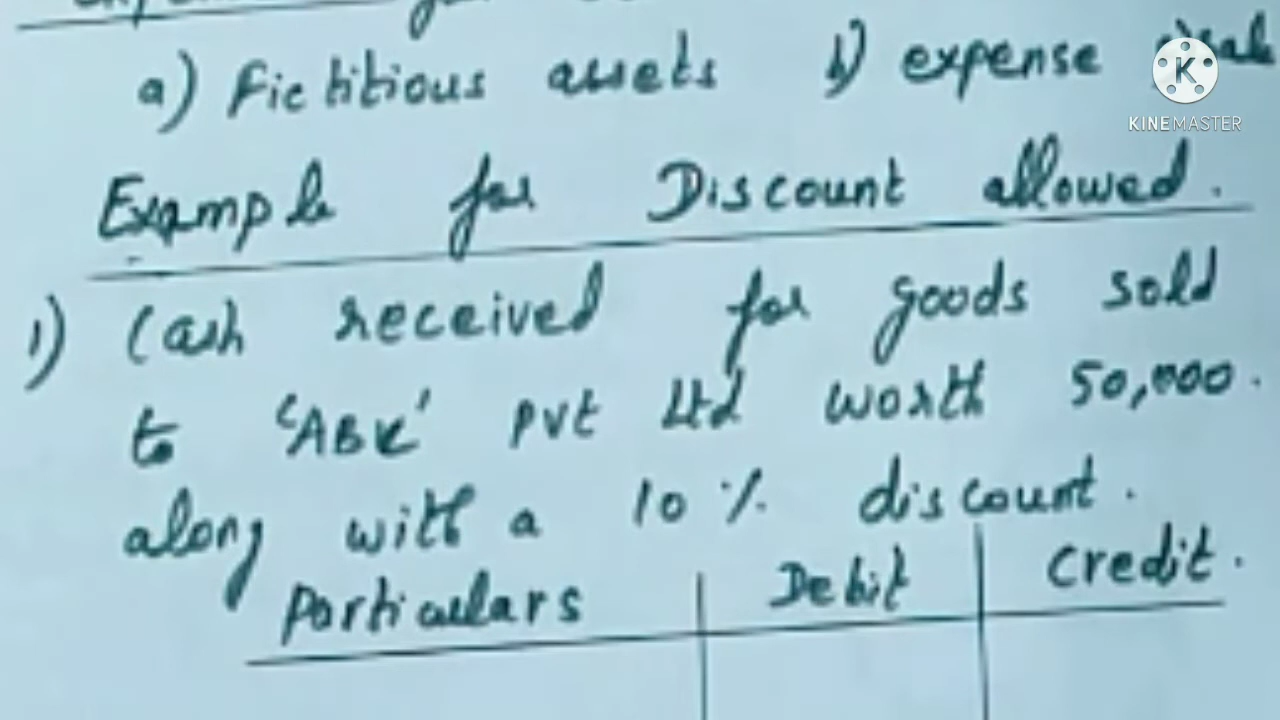 a) Fictitious assets b) expense
Example for Discount allowed.
1) Cash received for goods sold
to 'ABK' pvt Ltd worth 50,000.
along with a 10% discount.
Particulars Debit Credit.
K
KINEMASTER